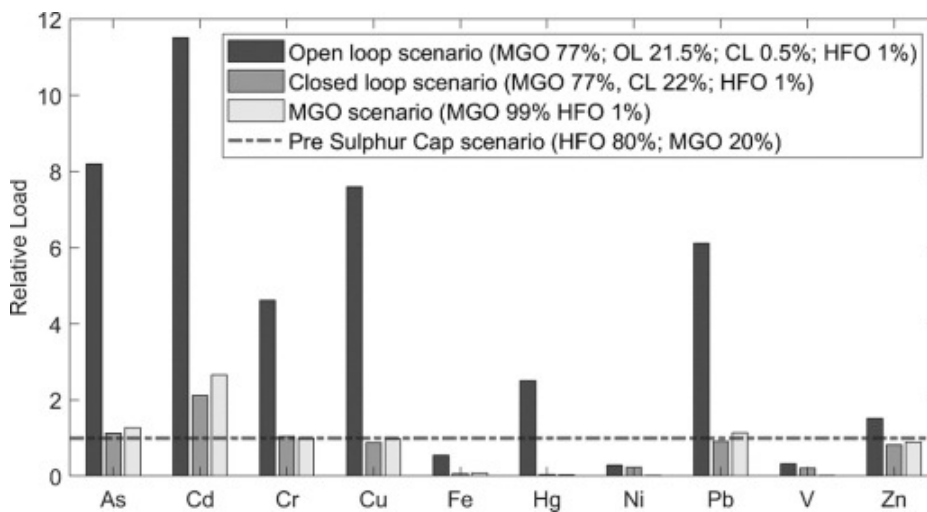 12
10
8
6
4
2
0
Relative Load
Open loop scenario (MGO 77%; OL 21.5%; CL 0.5%; HFO 1%)
Closed loop scenario (MGO 77%, CL 22%; HFO 1%)
MGO scenario (MGO 99% HFO 1%)
Pre Sulphur Cap scenario (HFO 80%; MGO 20%)
As Cd Cr Cu Fe Hg Ni Pb V Zn